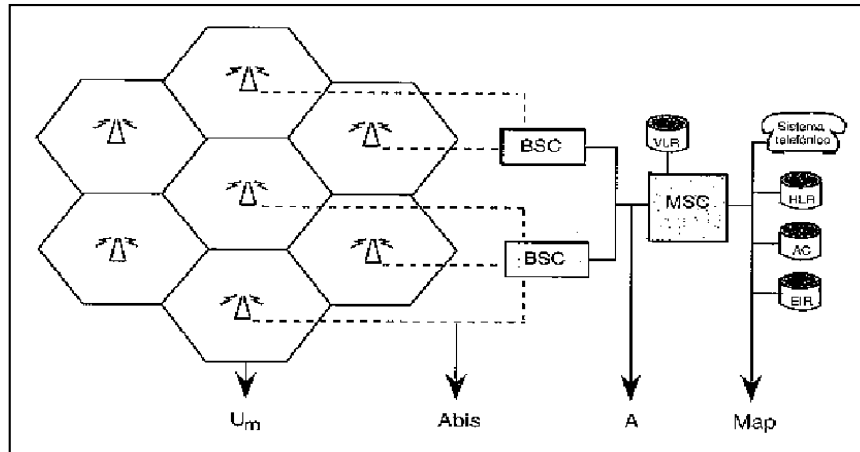 Sistema
telefónico
VLR
BSC
MSC
HLR
AC
BSC
EIR
Um
Abis
A
Map